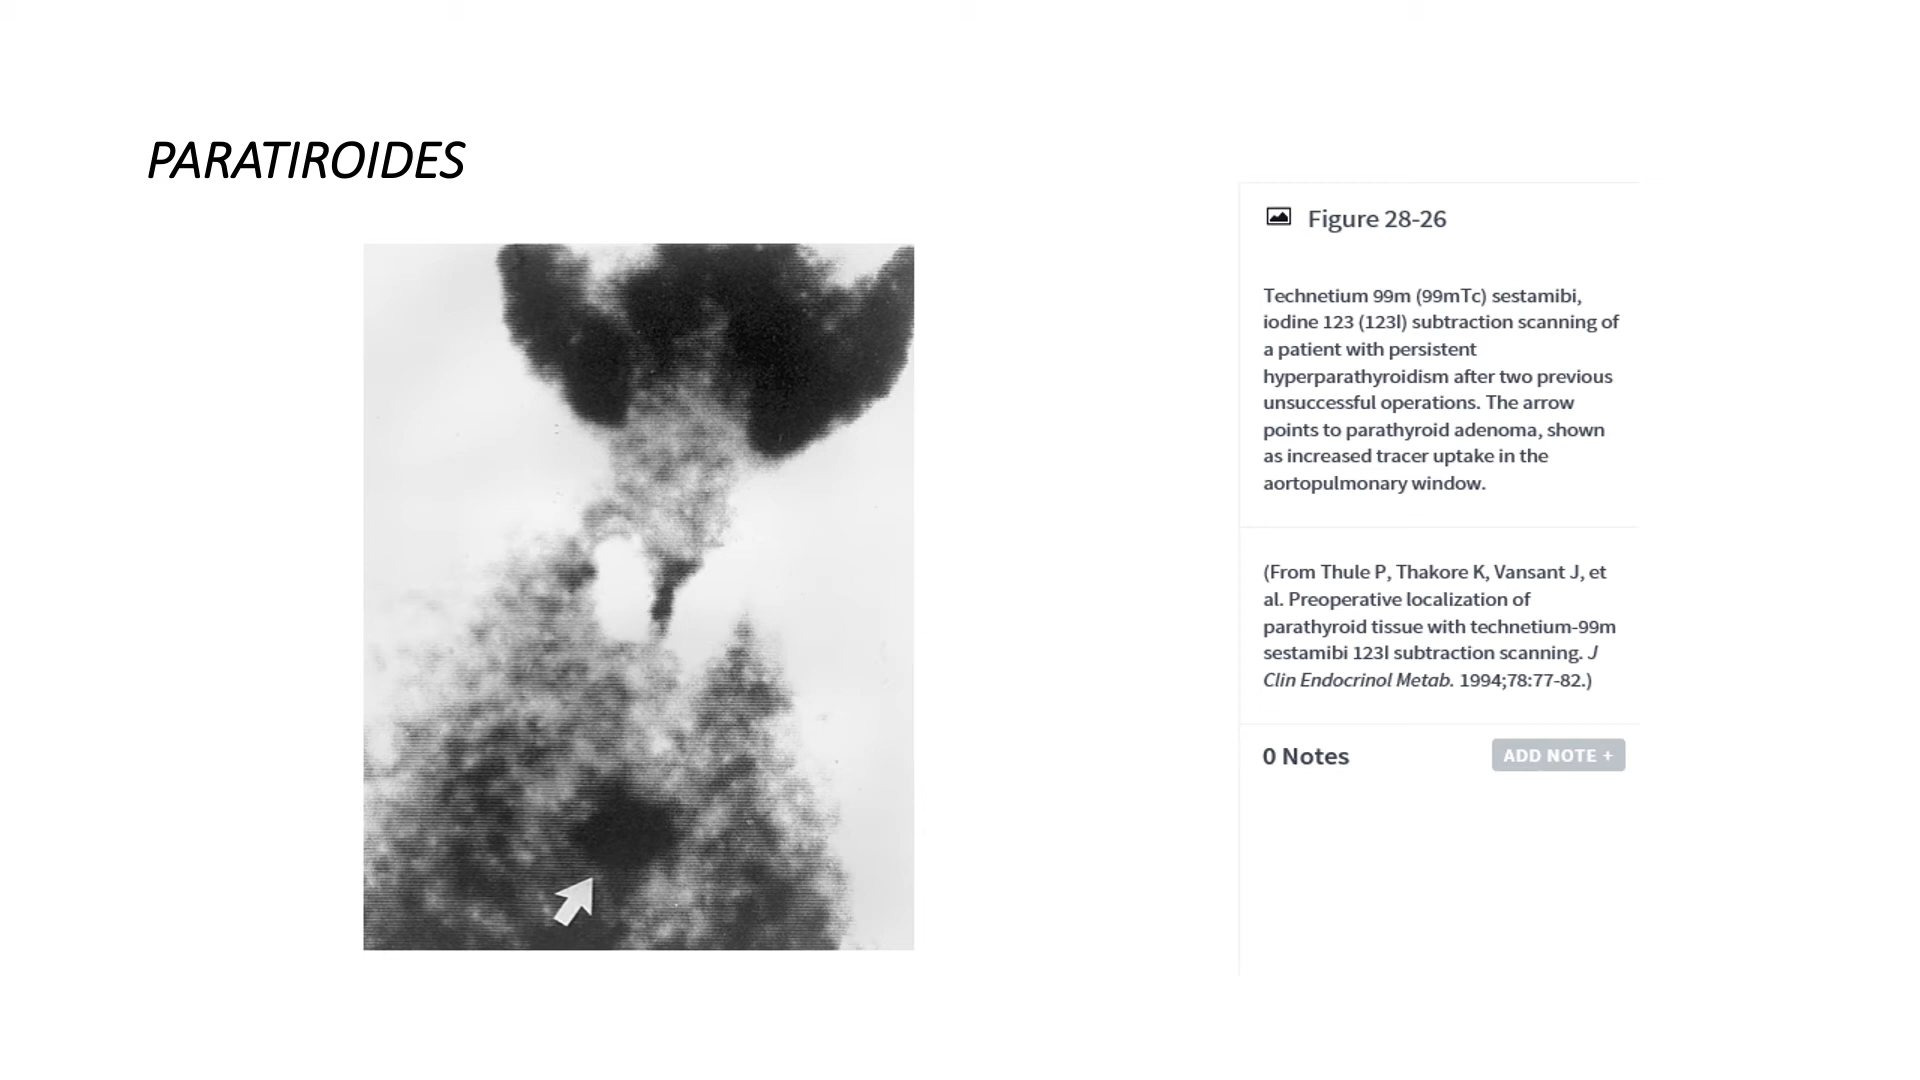 PARATIROIDES
Figure 28-26
Technetium 99m (99mTc) sestamibi,
iodine 123 (123I) subtraction scanning of
a patient with persistent
hyperparathyroidism after two previous
unsuccessful operations. The arrow
points to parathyroid adenoma, shown
as increased tracer uptake in the
aortopulmonary window.
(From Thule P, Thakore K, Vansant J, et
al. Preoperative localization of
parathyroid tissue with technetium-99m
sestamibi 123I subtraction scanning. J
Clin Endocrinol Metab. 1994;78:77-82.)
0 Notes
ADD NOTE +